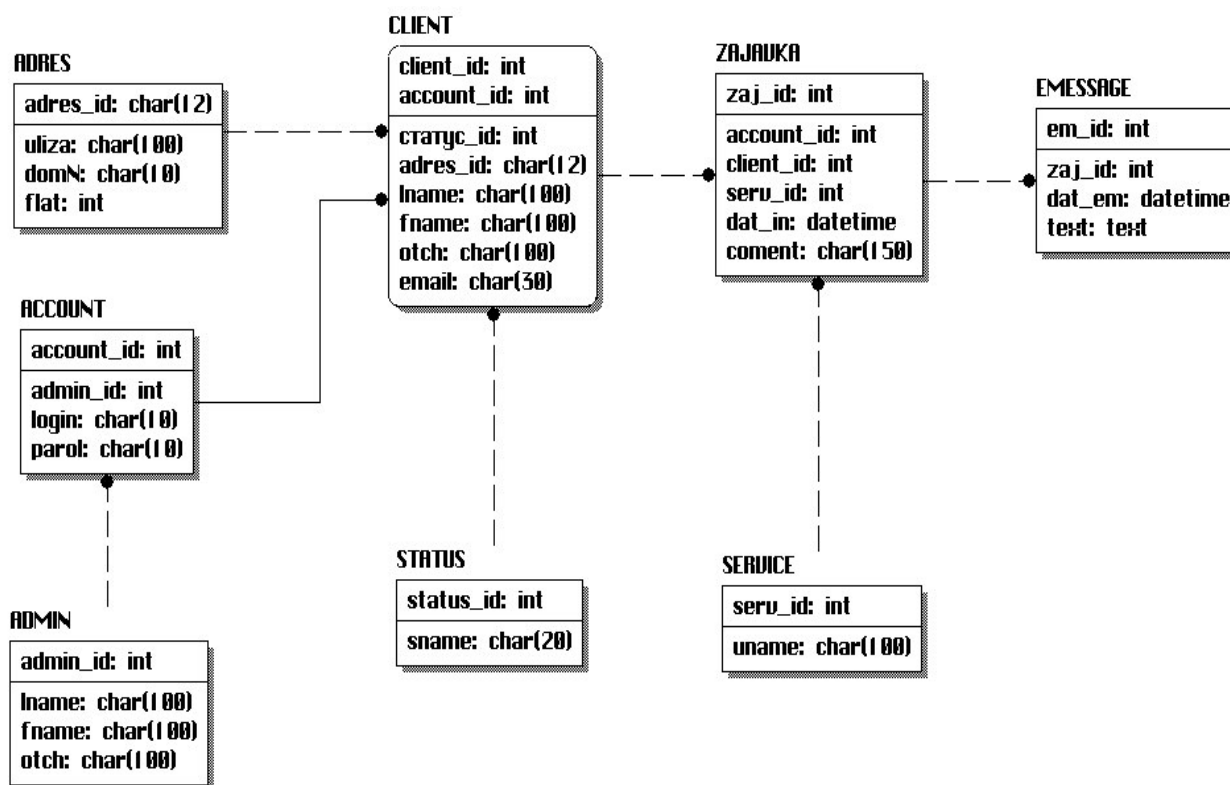 ADRES
adres_id: char(12)
uliza: char(100)
domN: char(10)
flat: int
ACCOUNT
account_id: int
admin_id: int
login: char(10)
parol: char(10)
ADMIN
admin_id: int
lname: char(100)
fname: char(100)
otch: char(100)
CLIENT
client_id: int
account_id: int
статус_id: int
adres_id: char(12)
lname: char(100)
fname: char(100)
otch: char(100)
email: char(30)
STATUS
status_id: int
sname: char(20)
ZAJAVKA
zaj_id: int
account_id: int
client_id: int
serv_id: int
dat_in: datetime
coment: char(150)
SERVICE
serv_id: int
uname: char(100)
EMESSAGE
em_id: int
zaj_id: int
dat_em: datetime
text: text